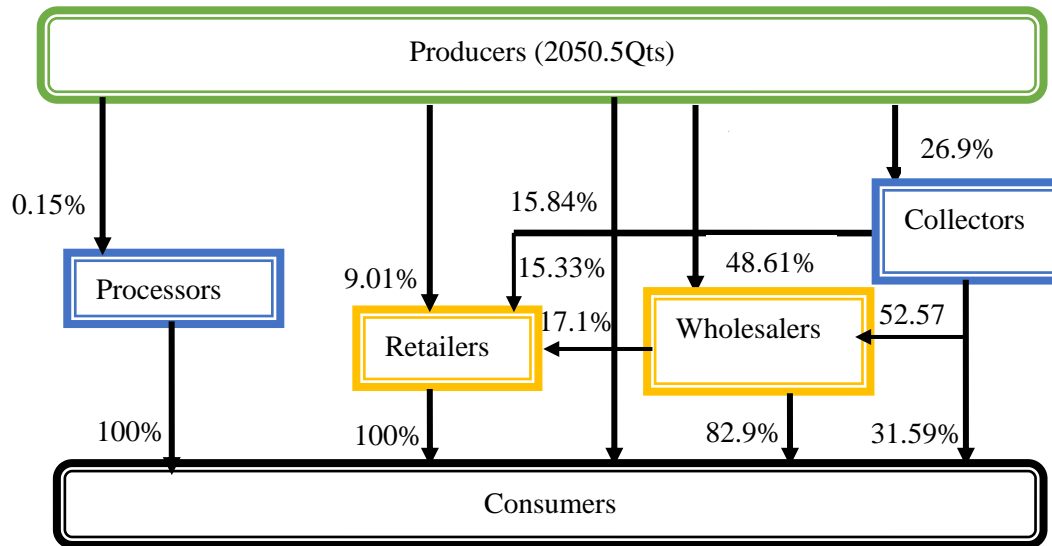 Producers (2050.5Qts)
26.9%
0.15%
15.84%
Collectors
Processors
9.01%
15.33%
48.61%
17.1%
Wholesalers
52.57
Retailers
100%
100%
82.9%
31.59%
Consumers